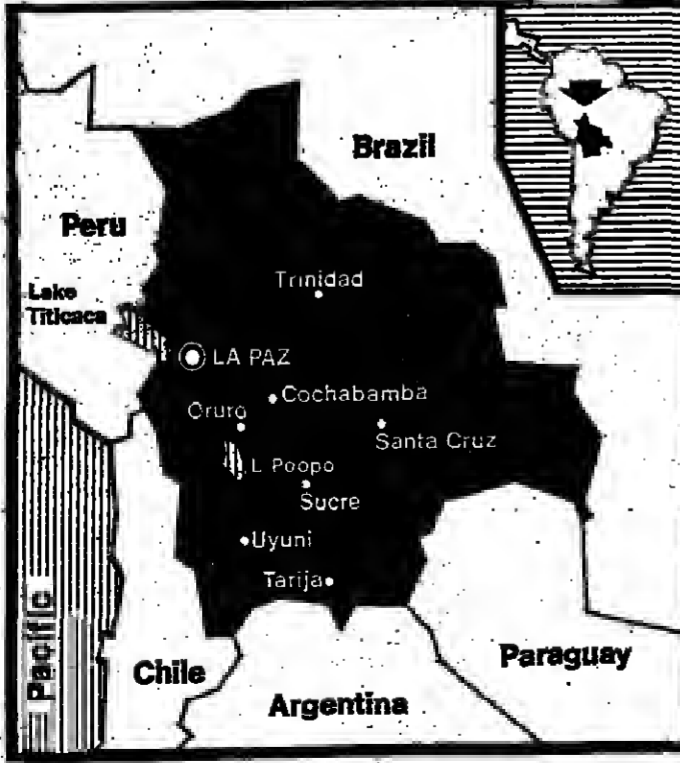 Brazil
Peru
Trinidad
Lake
Titicaca
LA PAZ
Cochabamba
Oruro
Santa Cruz
L Poopo
Sucre
Uyuni
Tarija
Pacific
Chile
Paraguay
Argentina